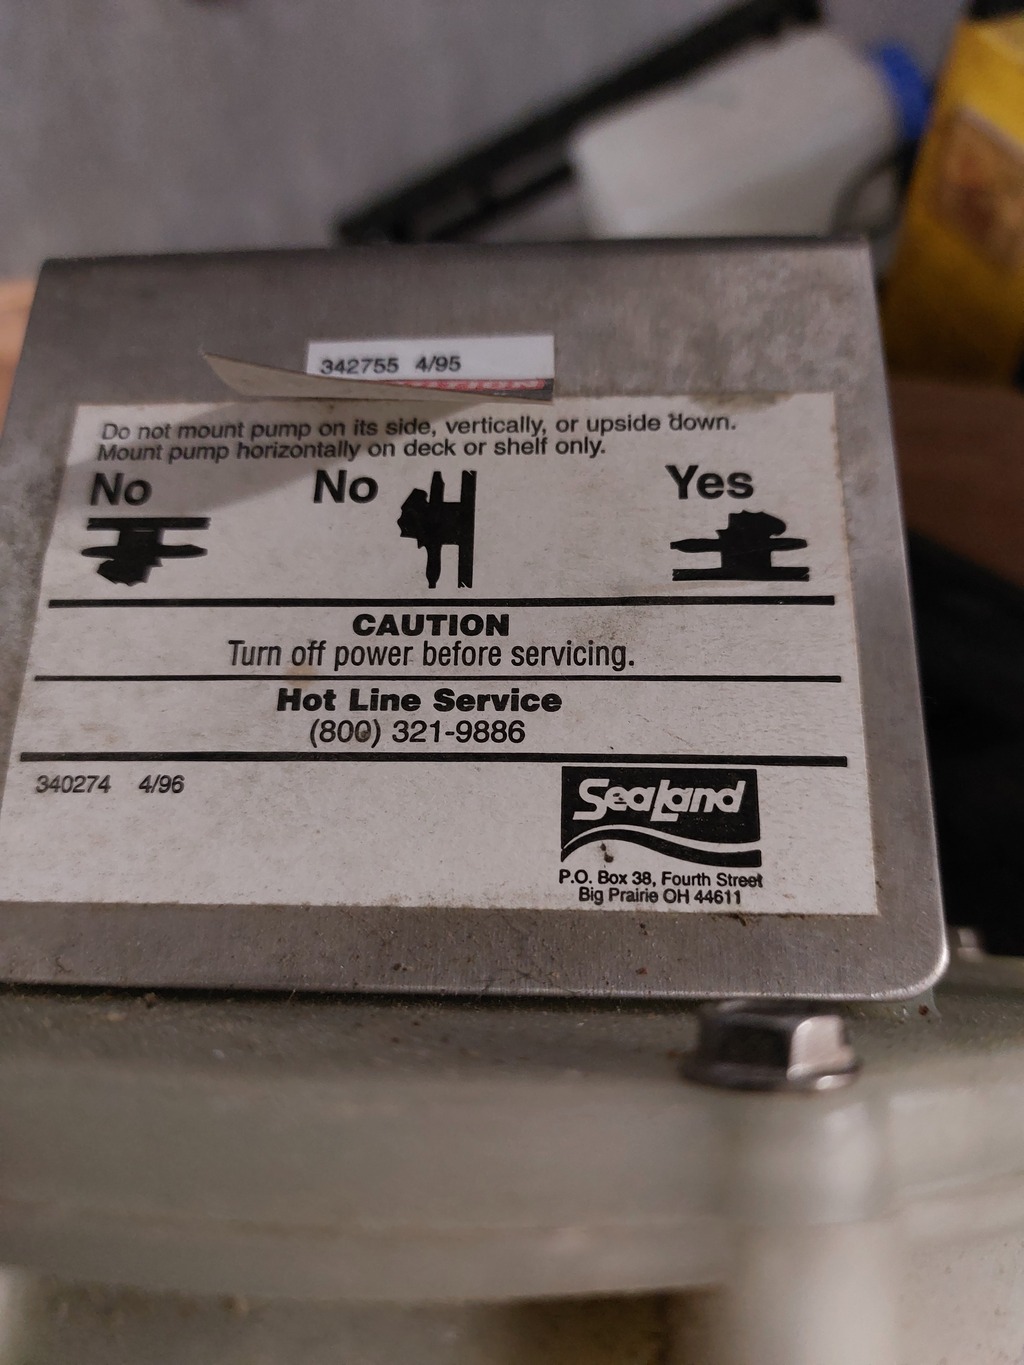 342755 4/95
Do not mount pump on its side, vertically, or upside down.
Mount pump horizontally on deck or shelf only.
No No Yes
CAUTION
Turn off power before servicing.
Hot Line Service
(800) 321-9886
340274 4/96
SeaLand
P.O. Box 38, Fourth Street
Big Prairie OH 44611